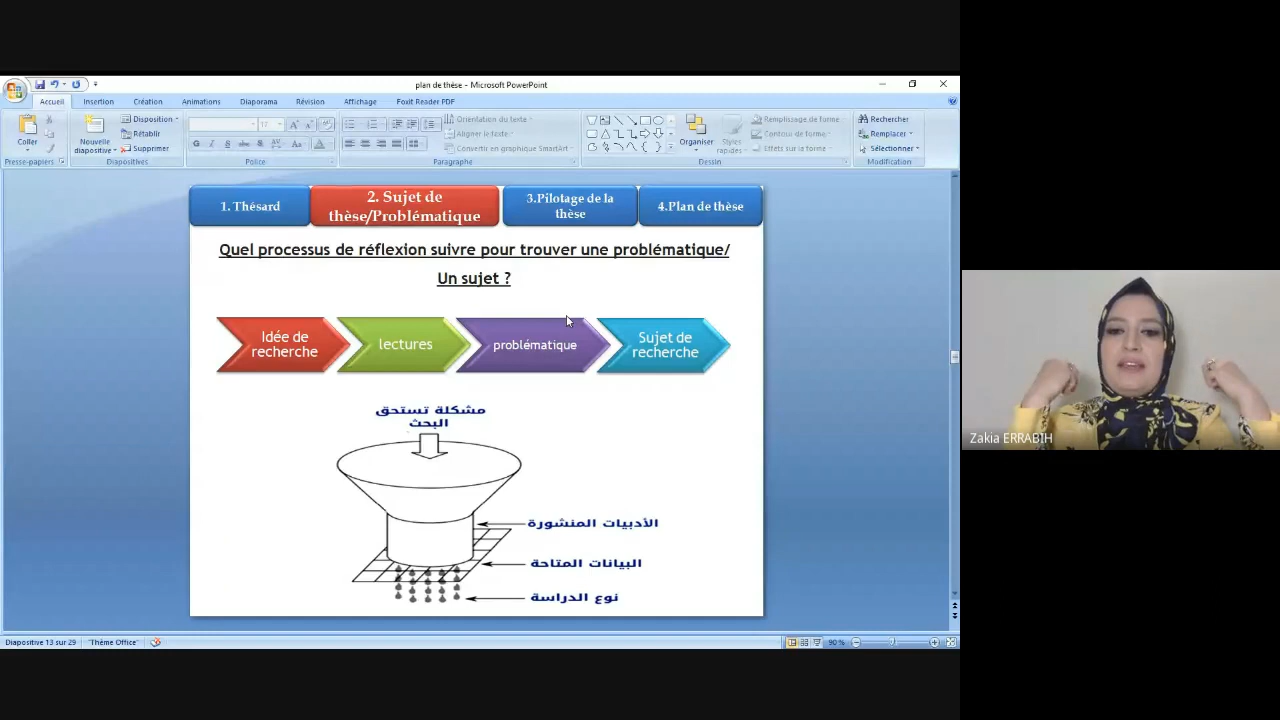 plan de thèse - Microsoft PowerPoint
Accueil Insertion Création Animations Diaporama Révision Affichage Foxit Reader PDF
Coller
Nouvelle diapositive
Disposition
Rétablir
Supprimer
Orientation du texte
Aligner le texte
Convertir en graphique SmartArt
Organiser
Styles rapides
Remplissage de forme
Contour de forme
Effets sur la forme
Rechercher
Remplacer
Sélectionner
Presse-papiers Diapositives Police Paragraphe Dessin Modification
1. Thésard
2. Sujet de
thèse/Problématique
3.Pilotage de la
thèse
4.Plan de thèse
Quel processus de réflexion suivre pour trouver une problématique/
Un sujet ?
Idée de
recherche
lectures
problématique
Sujet de
recherche
مشكلة تستحق
البحث
الأدبيات المنشورة
البيانات المتاحة
نوع الدراسة
Zakia ERRABIH
Diapositive 13 sur 29 "Thème Office" 90 %